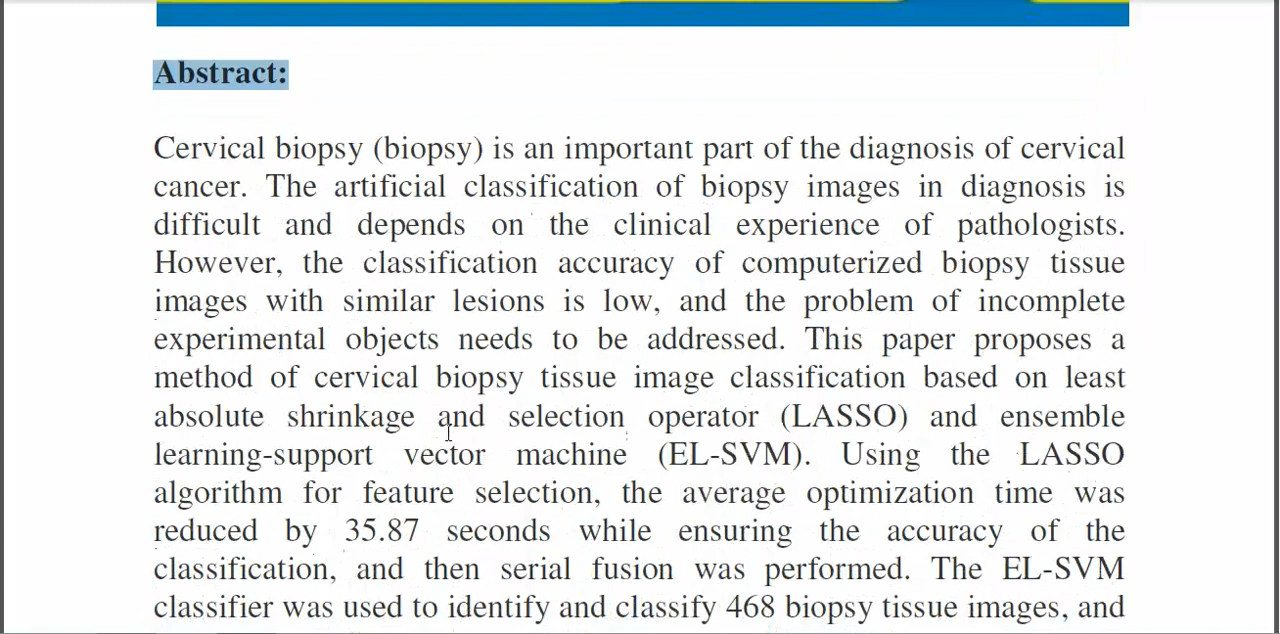 Abstract:
Cervical biopsy (biopsy) is an important part of the diagnosis of cervical
cancer. The artificial classification of biopsy images in diagnosis is
difficult and depends on the clinical experience of pathologists.
However, the classification accuracy of computerized biopsy tissue
images with similar lesions is low, and the problem of incomplete
experimental objects needs to be addressed. This paper proposes a
method of cervical biopsy tissue image classification based on least
absolute shrinkage and selection operator (LASSO) and ensemble
learning-support vector machine (EL-SVM). Using the LASSO
algorithm for feature selection, the average optimization time was
reduced by 35.87 seconds while ensuring the accuracy of the
classification, and then serial fusion was performed. The EL-SVM
classifier was used to identify and classify 468 biopsy tissue images, and